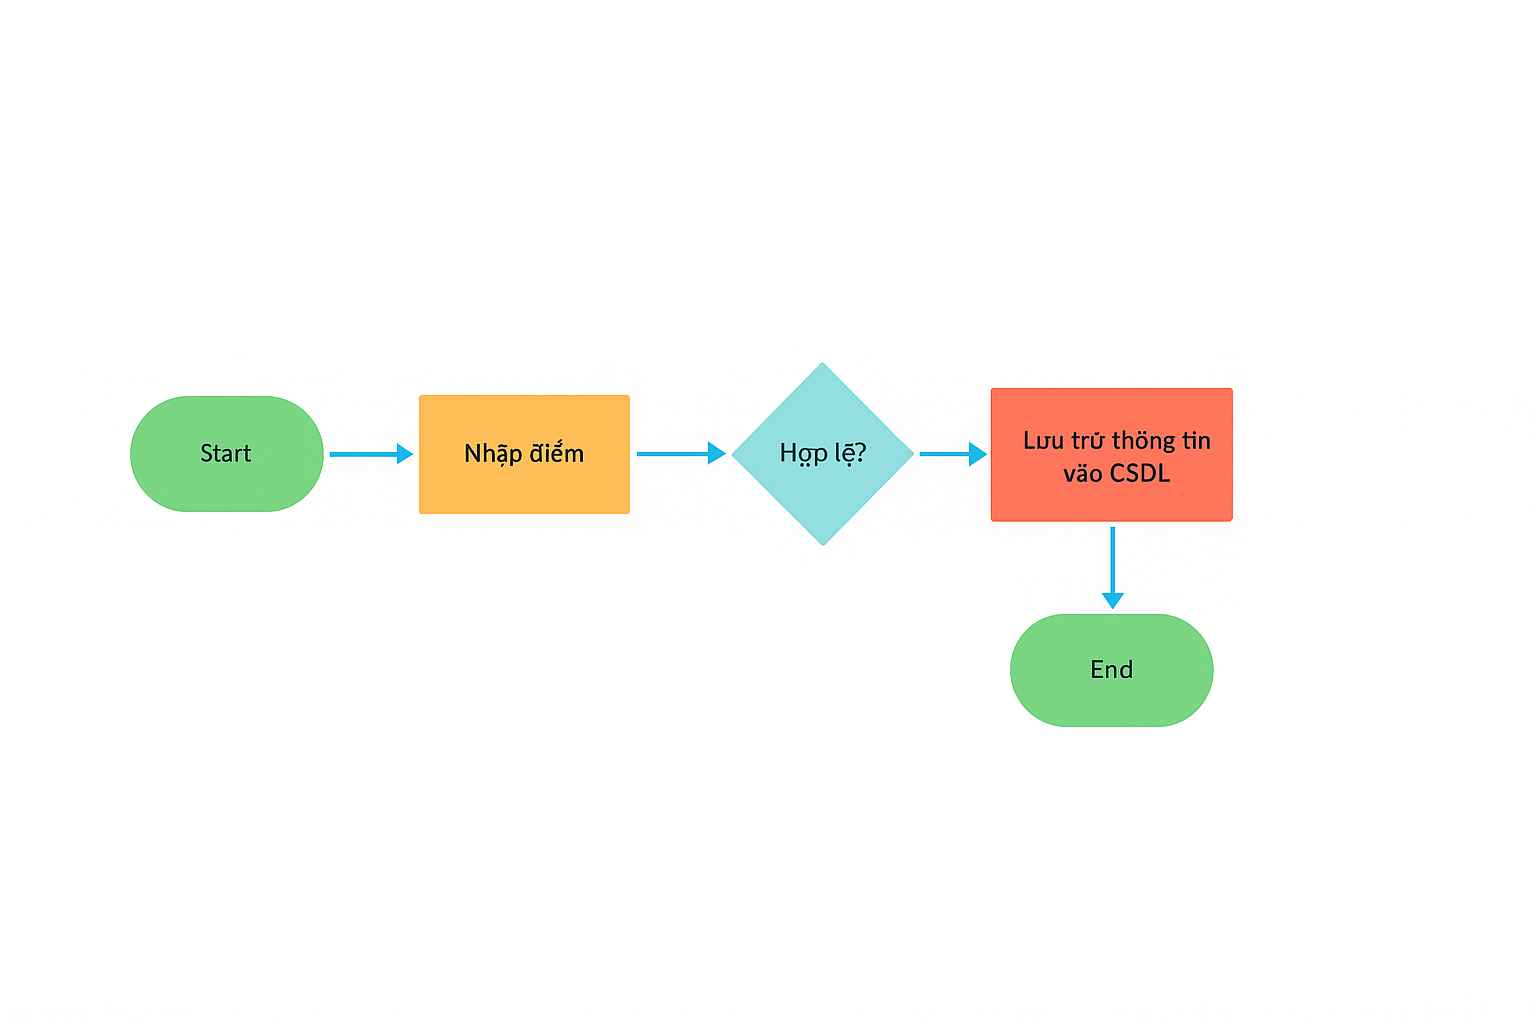 Start
Nhập điểm
Hợp lệ?
Lưu trữ thông tin
vào CSDL
End